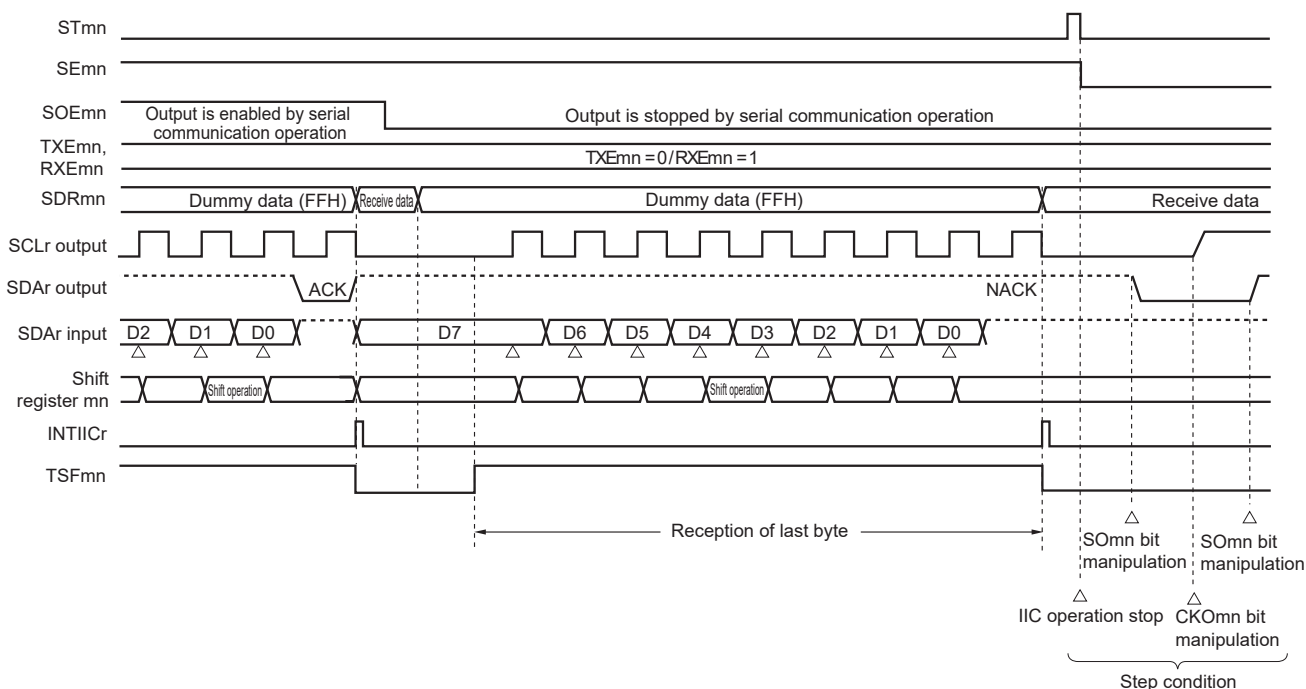 STmn
SEmn
SOEmn
Output is enabled by serial
communication operation
Output is stopped by serial communication operation
TXEmn,
RXEmn
TXEmn = 0 / RXEmn = 1
SDRmn
Dummy data (FFH)
Receive data
Dummy data (FFH)
Receive data
SCLr output
SDAr output
ACK
NACK
SDAr input
D2
D1
D0
D7
D6
D5
D4
D3
D2
D1
D0
Shift
register mn
Shift operation
Shift operation
INTIICr
TSFmn
Reception of last byte
SOmn bit
manipulation
SOmn bit
manipulation
IIC operation stop
CKOmn bit
manipulation
Step condition